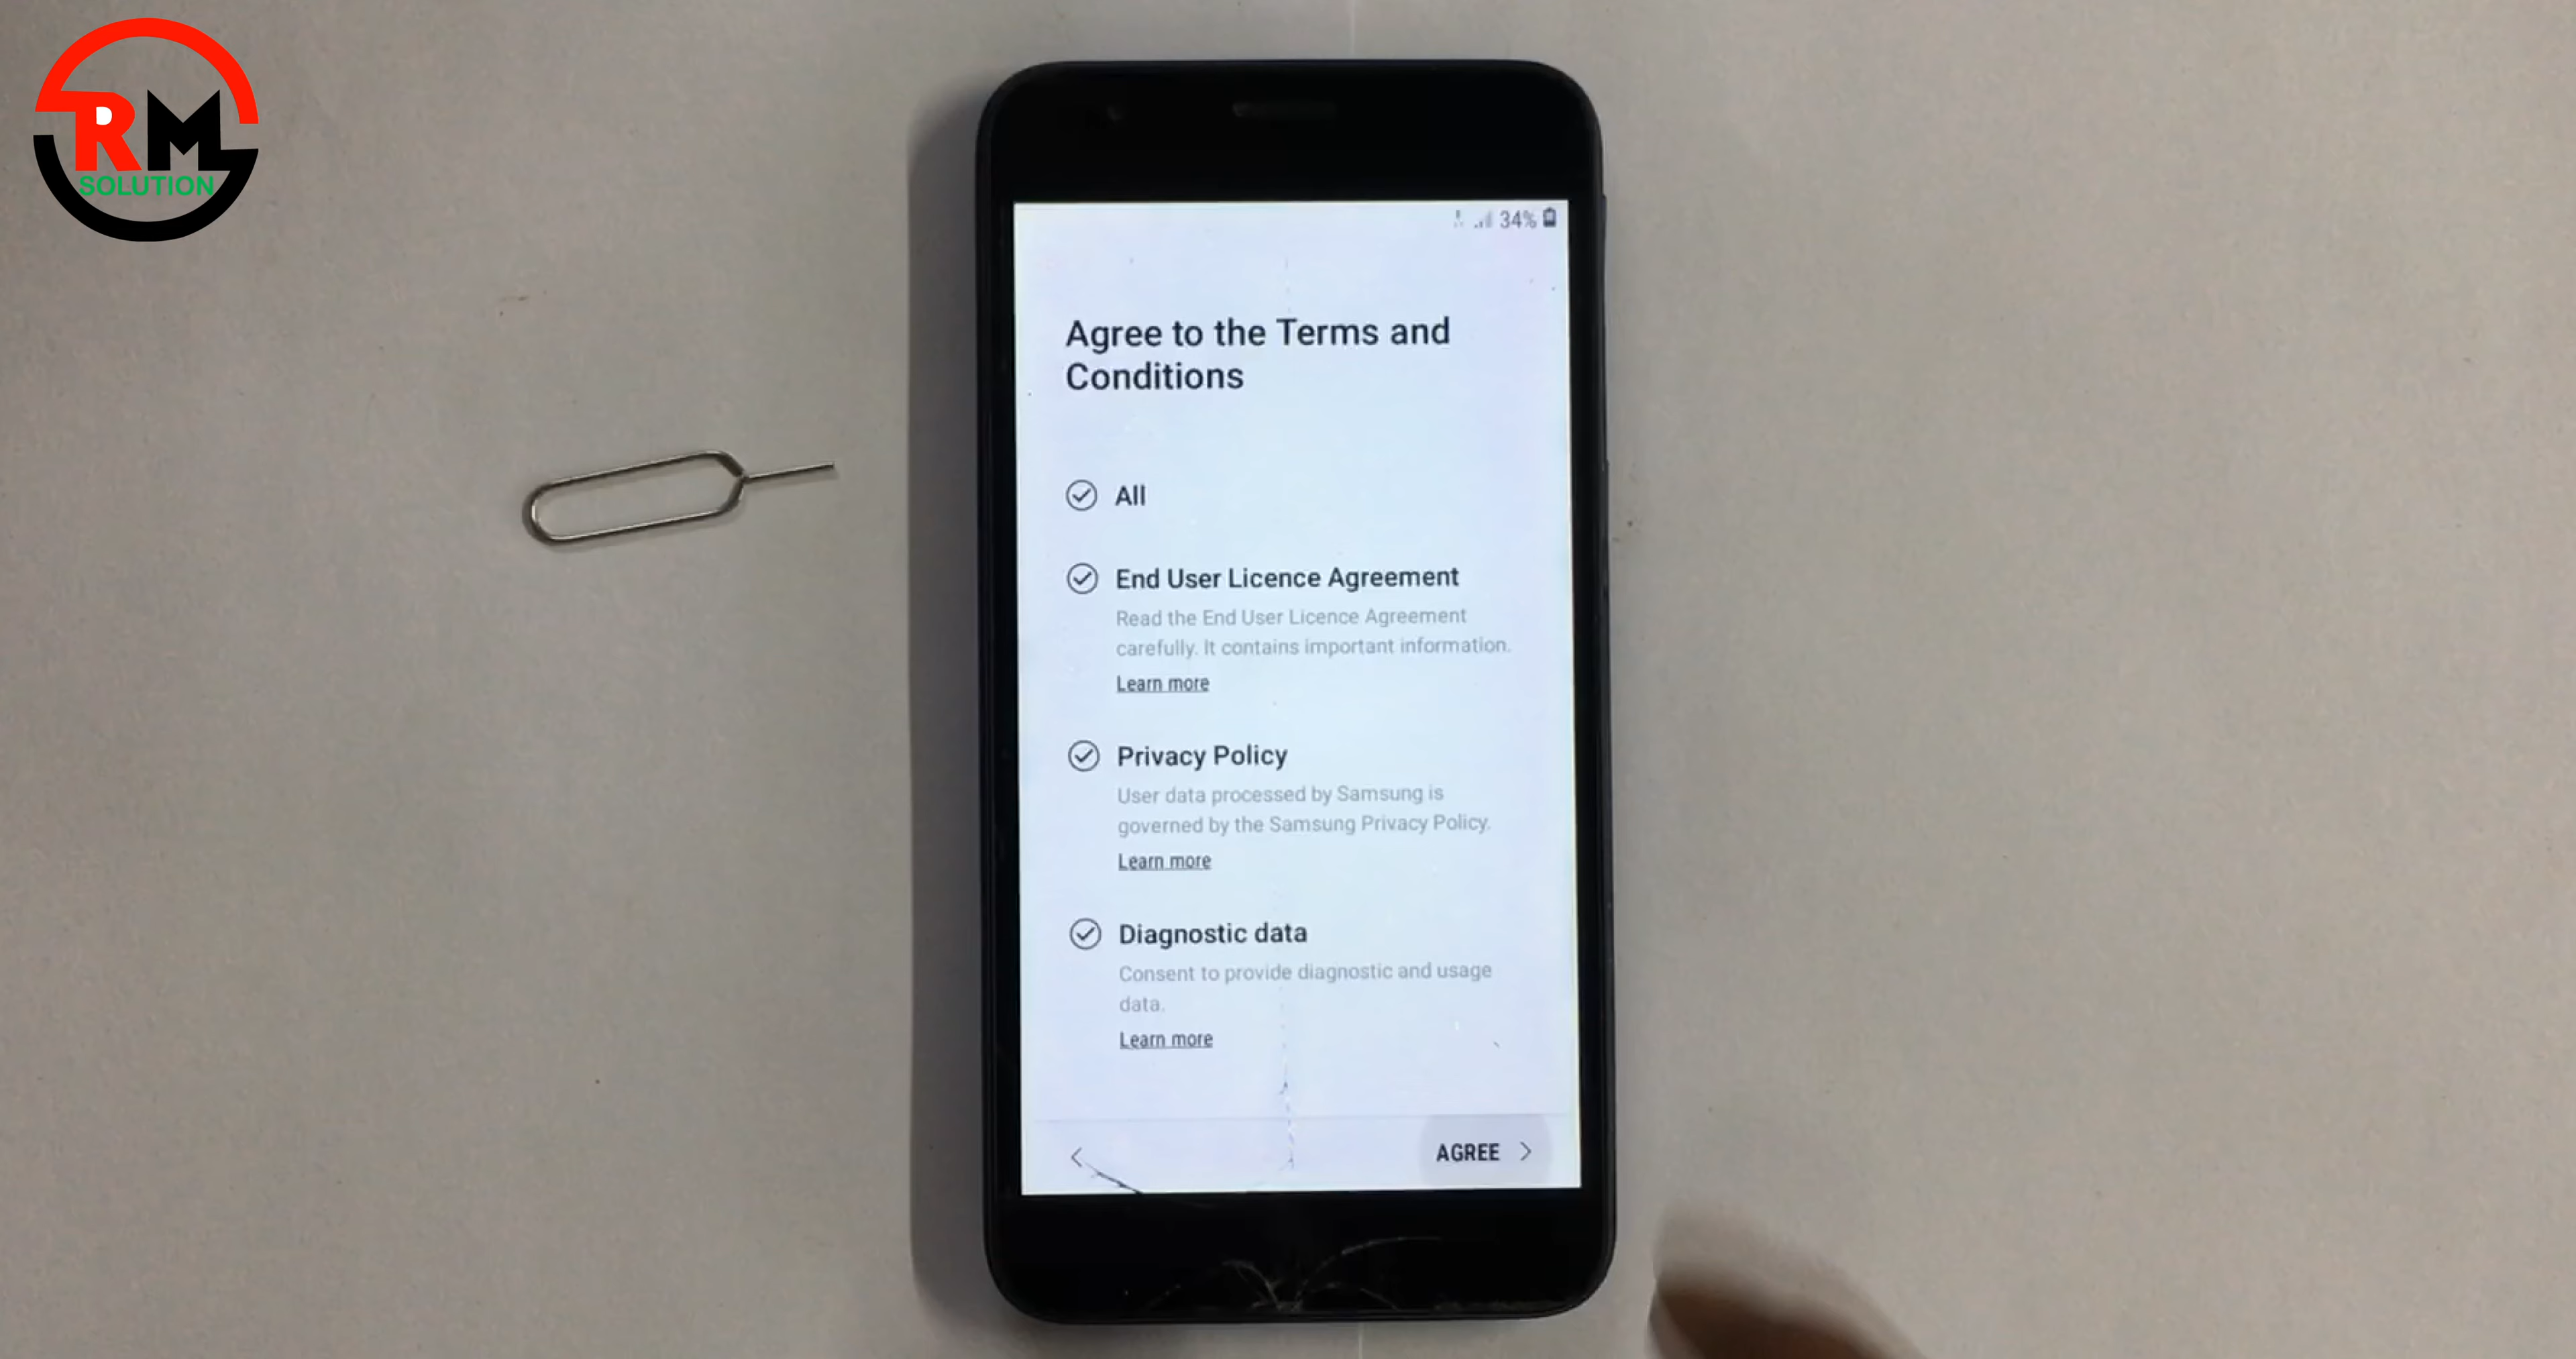 RM
SOLUTION
34%
Agree to the Terms and
Conditions
All
End User Licence Agreement
Read the End User Licence Agreement
carefully. It contains important information.
Learn more
Privacy Policy
User data processed by Samsung is
governed by the Samsung Privacy Policy.
Learn more
Diagnostic data
Consent to provide diagnostic and usage
data.
Learn more
AGREE